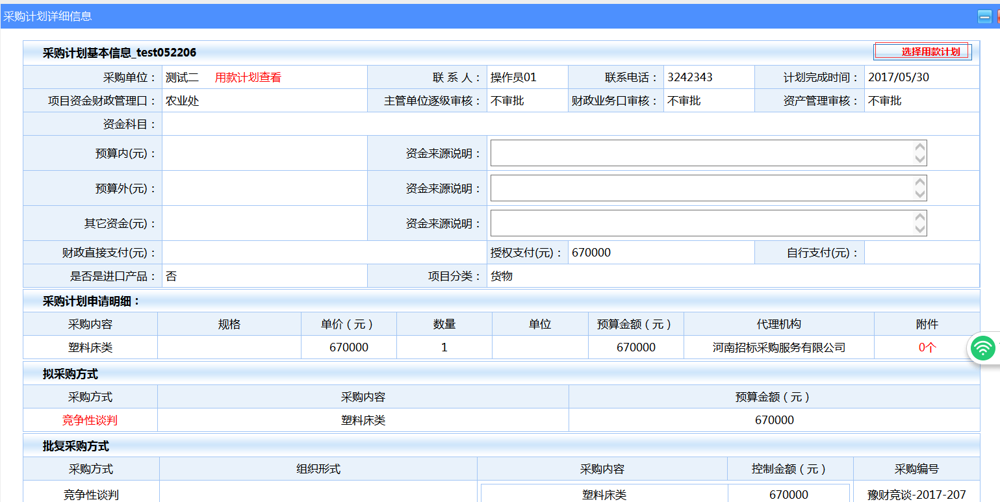 采购计划详细信息
采购计划基本信息_test052206 选择用款计划
采购单位： 测试二 用款计划查看 联 系 人： 操作员01 联系电话： 3242343 计划完成时间： 2017/05/30
项目资金财政管理口： 农业处 主管单位逐级审核： 不审批 财政业务口审核： 不审批 资产管理审核： 不审批
资金科目：
预算内(元)： 资金来源说明：
预算外(元)： 资金来源说明：
其它资金(元)： 资金来源说明：
财政直接支付(元)： 授权支付(元)： 670000 自行支付(元)：
是否是进口产品： 否 项目分类： 货物
采购计划申请明细：
采购内容 规格 单价（元） 数量 单位 预算金额（元） 代理机构 附件
塑料床类 670000 1 670000 河南招标采购服务有限公司 0个
拟采购方式
采购方式 采购内容 预算金额（元）
竞争性谈判 塑料床类 670000
批复采购方式
采购方式 组织形式 采购内容 控制金额（元） 采购编号
竞争性谈判 塑料床类 670000 豫财竞谈-2017-207